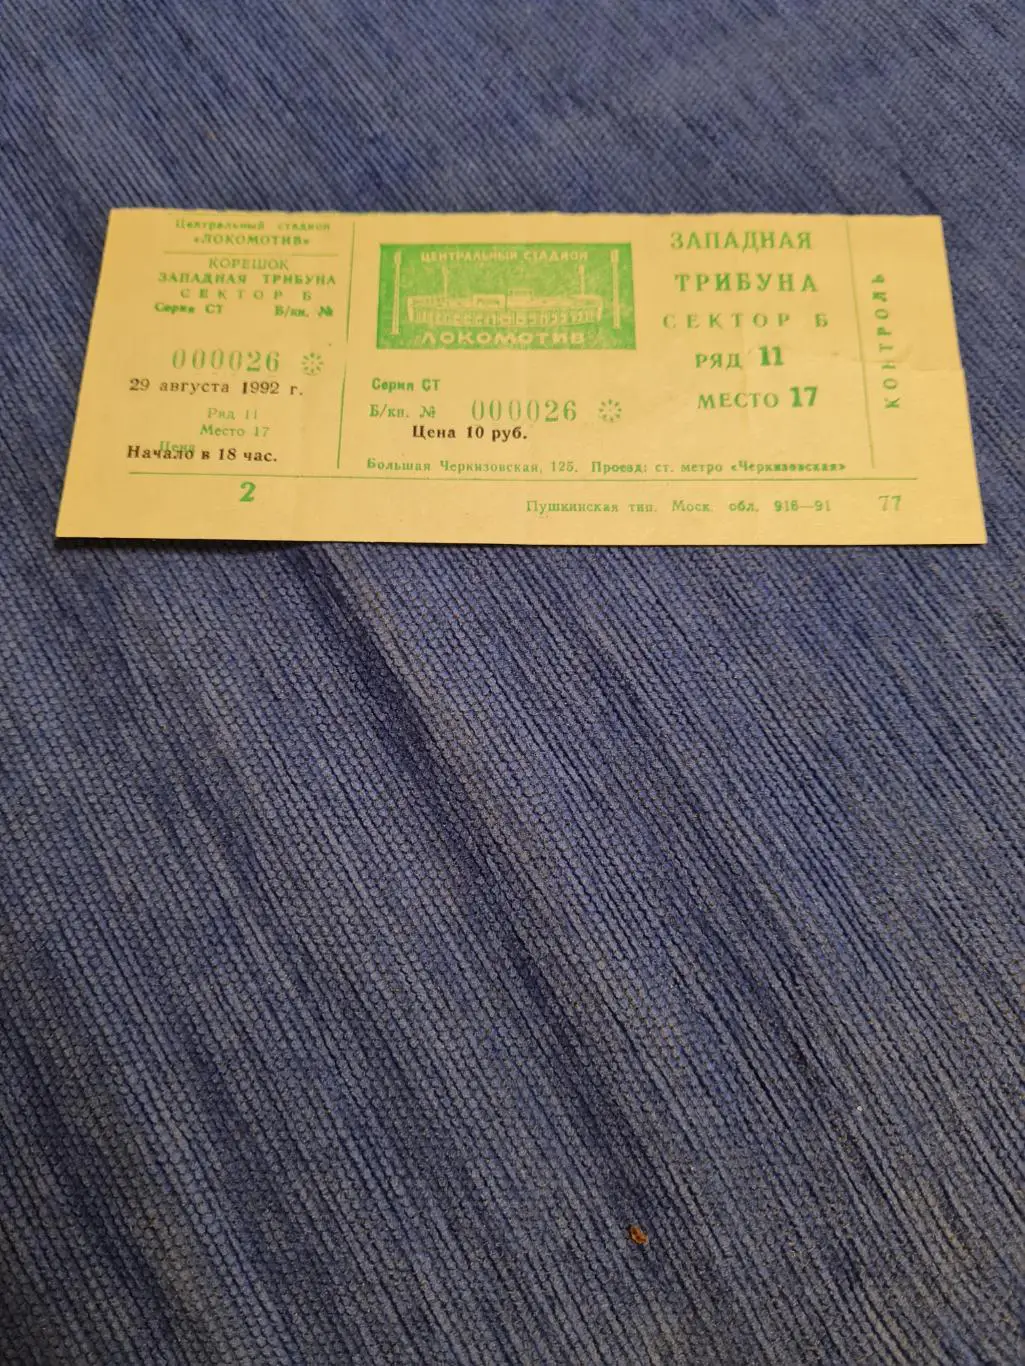 Центральный стадион
«ЛОКОМОТИВ»
КОРЕШОК
ЗАПАДНАЯ ТРИБУНА
СЕКТОР Б
Серия СТ Б/кн. №
000026
29 августа 1992 г.
Ряд 11
Место 17
Цена
Начало в 18 час.
2
ЦЕНТРАЛЬНЫЙ СТАДИОН
"ЛОКОМОТИВ"
Серия СТ
Б/кн. № 000026
Цена 10 руб.
ЗАПАДНАЯ
ТРИБУНА
СЕКТОР Б
РЯД 11
МЕСТО 17
Большая Черкизовская, 125. Проезд: ст. метро «Черкизовская»
Пушкинская тип. Моск. обл. 918—91 77
КОНТРОЛЬ